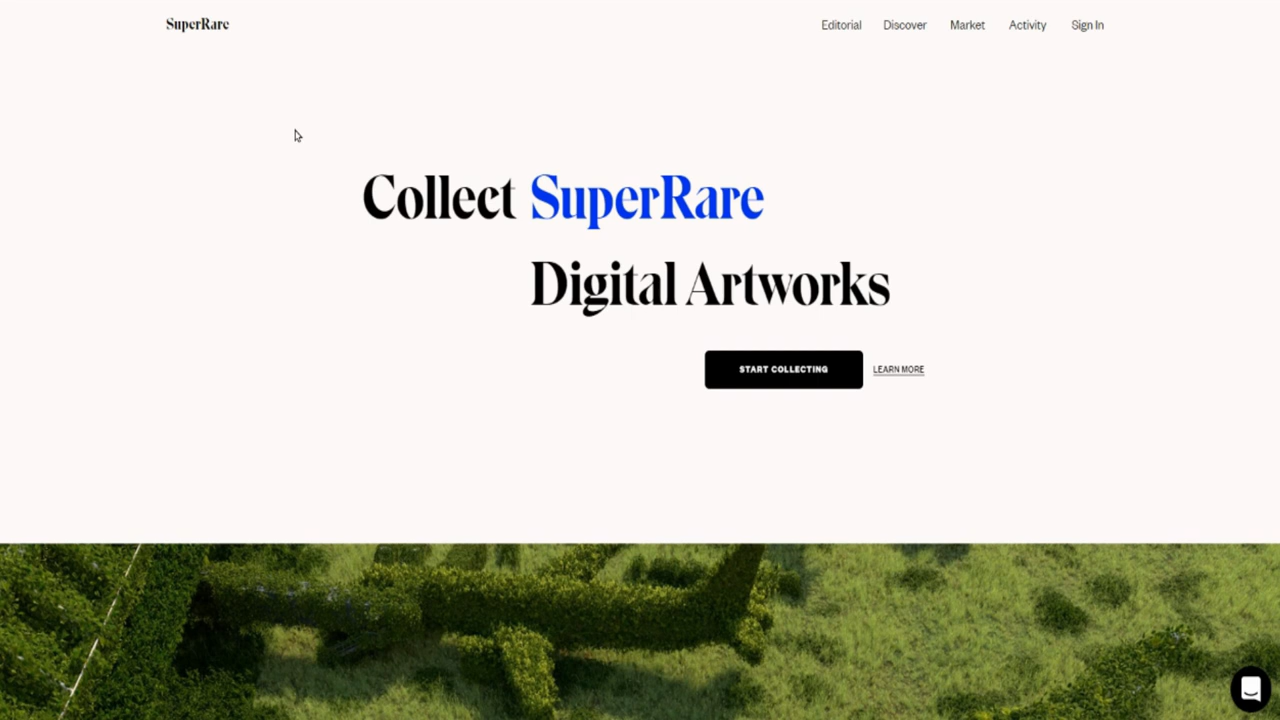 SuperRare
Editorial Discover Market Activity Sign In
Collect SuperRare
Digital Artworks
START COLLECTING LEARN MORE